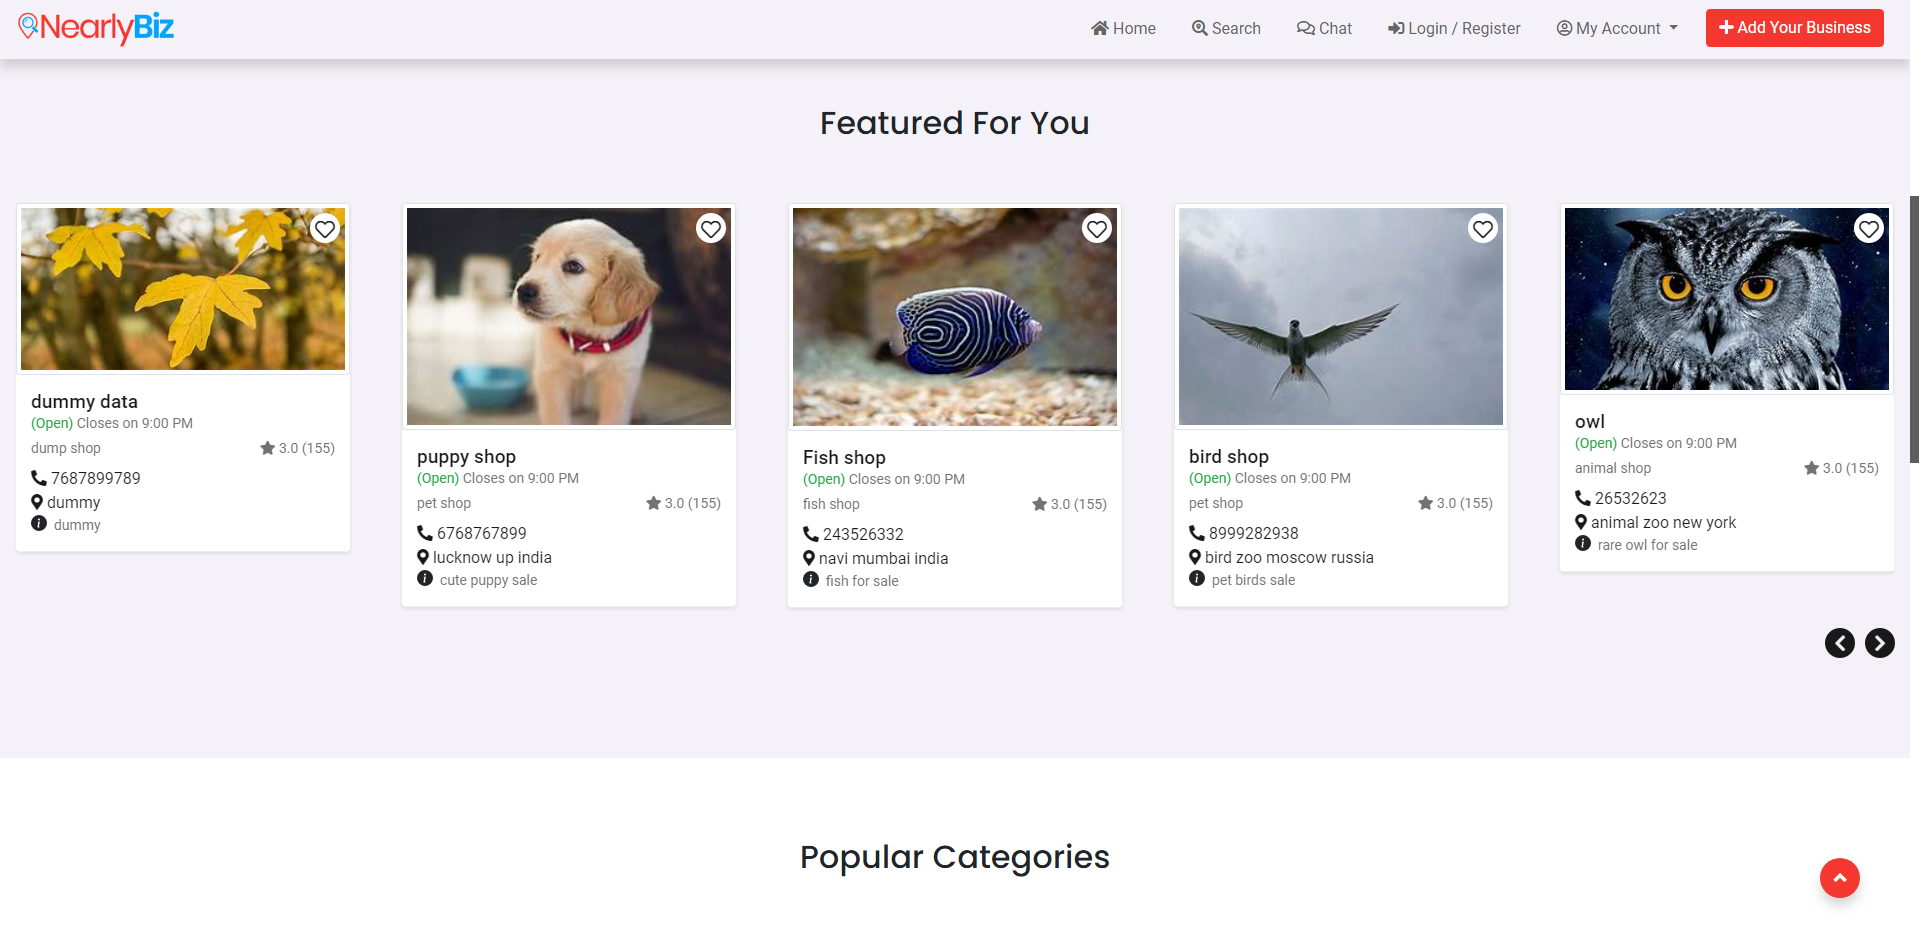 NearlyBiz
Home
Search
Chat
Login / Register
My Account
Add Your Business
Featured For You
dummy data
(Open) Closes on 9:00 PM
dump shop
3.0 (155)
7687899789
dummy
dummy
puppy shop
(Open) Closes on 9:00 PM
pet shop
3.0 (155)
6768767899
lucknow up india
cute puppy sale
Fish shop
(Open) Closes on 9:00 PM
fish shop
3.0 (155)
243526332
navi mumbai india
fish for sale
bird shop
(Open) Closes on 9:00 PM
pet shop
3.0 (155)
8999282938
bird zoo moscow russia
pet birds sale
owl
(Open) Closes on 9:00 PM
animal shop
3.0 (155)
26532623
animal zoo new york
rare owl for sale
Popular Categories